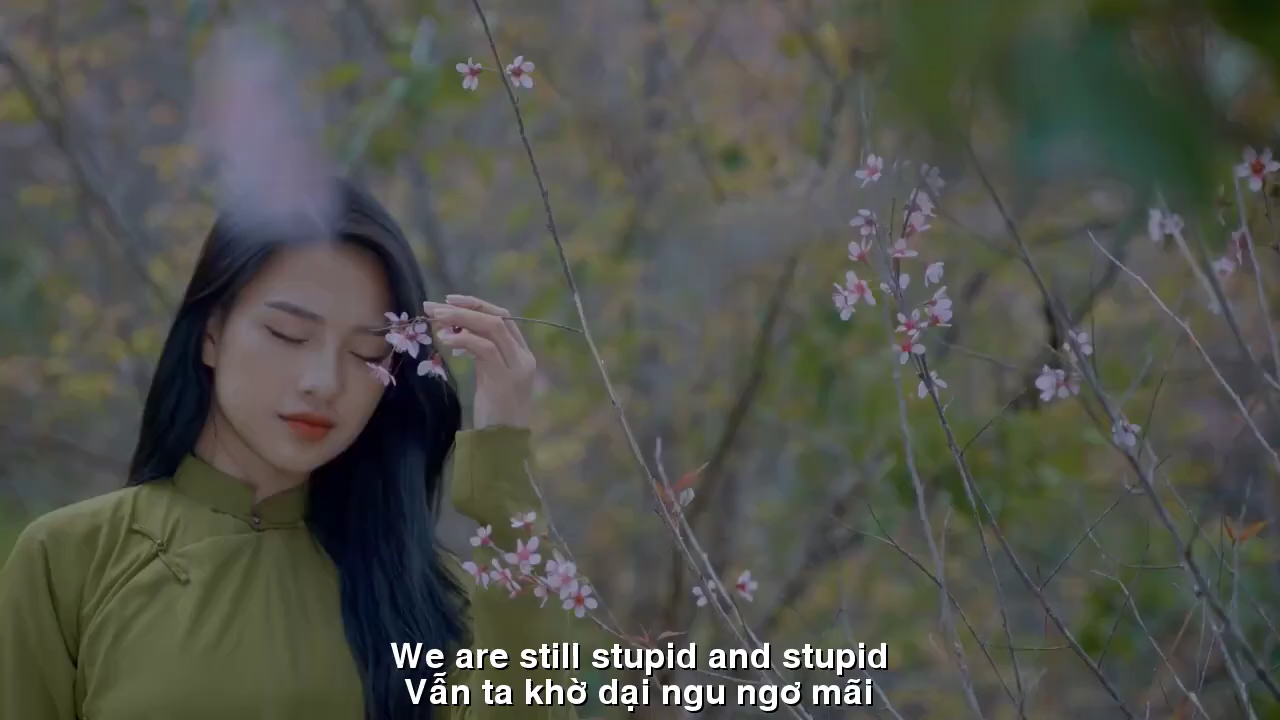 We are still stupid and stupid
Vẫn ta khờ dại ngu ngơ mãi